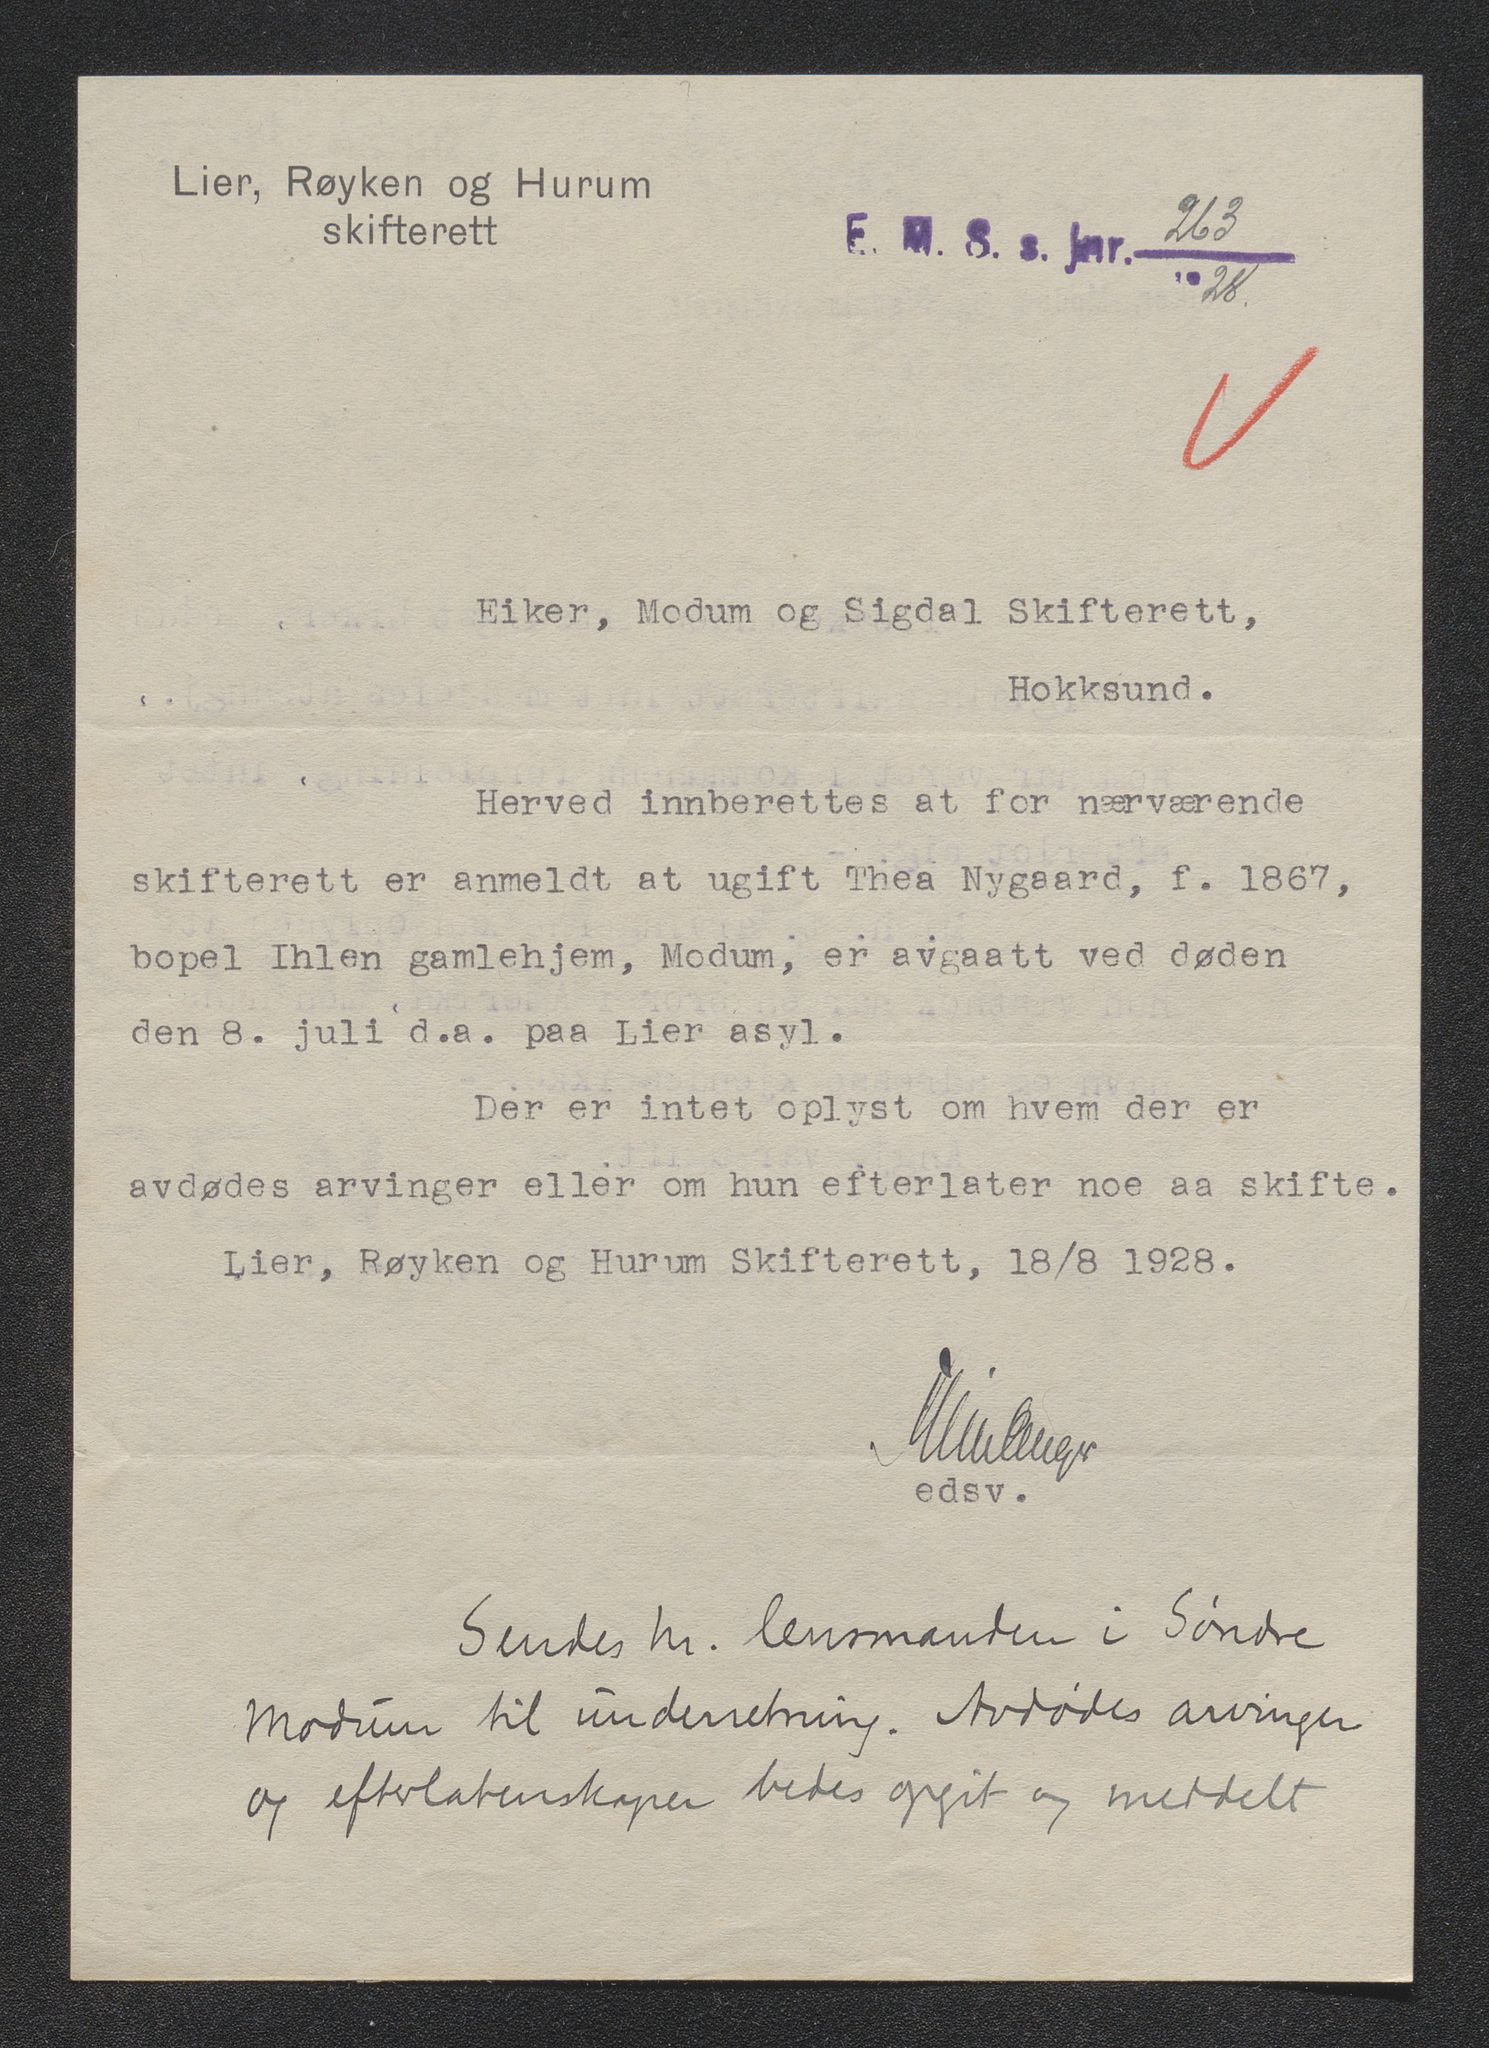 Lier, Røyken og Hurum
skifterett
E. M. S. s. jnr. 263
1928.
Eiker, Modum og Sigdal Skifterett,
Hokksund.
Herved innberettes at for nærværende
skifterett er anmeldt at ugift Thea Nygaard, f. 1867,
bopel Ihlen gamlehjem, Modum, er avgaatt ved døden
den 8. juli d.a. paa Lier asyl.
Der er intet oplyst om hvem der er
avdødes arvinger eller om hun efterlater noe aa skifte.
Lier, Røyken og Hurum Skifterett, 18/8 1928.
edsv.
Sendes hr. lensmanden i Söndre
Modum til underretning. Avdødes arvinger
og efterlatenskaper bedes opgit og meddelt